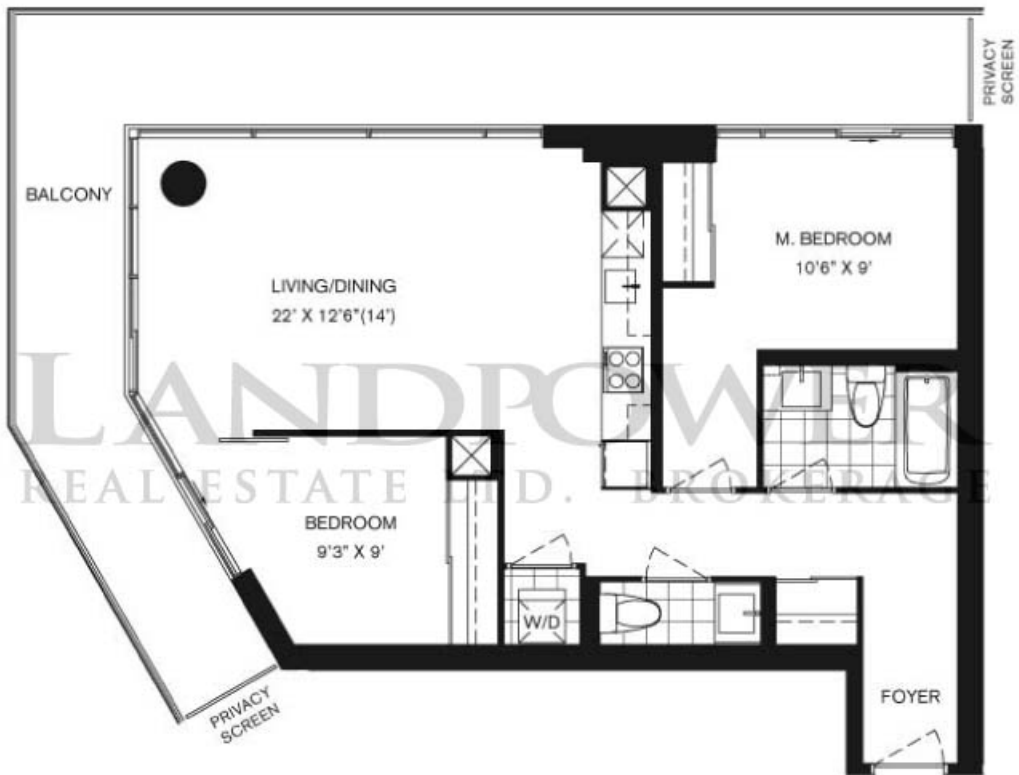 PRIVACY
SCREEN
BALCONY
M. BEDROOM
10'6" X 9'
LIVING/DINING
22' X 12'6"(14')
LANDPOWER
REAL ESTATE LTD. BROKERAGE
BEDROOM
9'3" X 9'
W/D
FOYER
PRIVACY
SCREEN